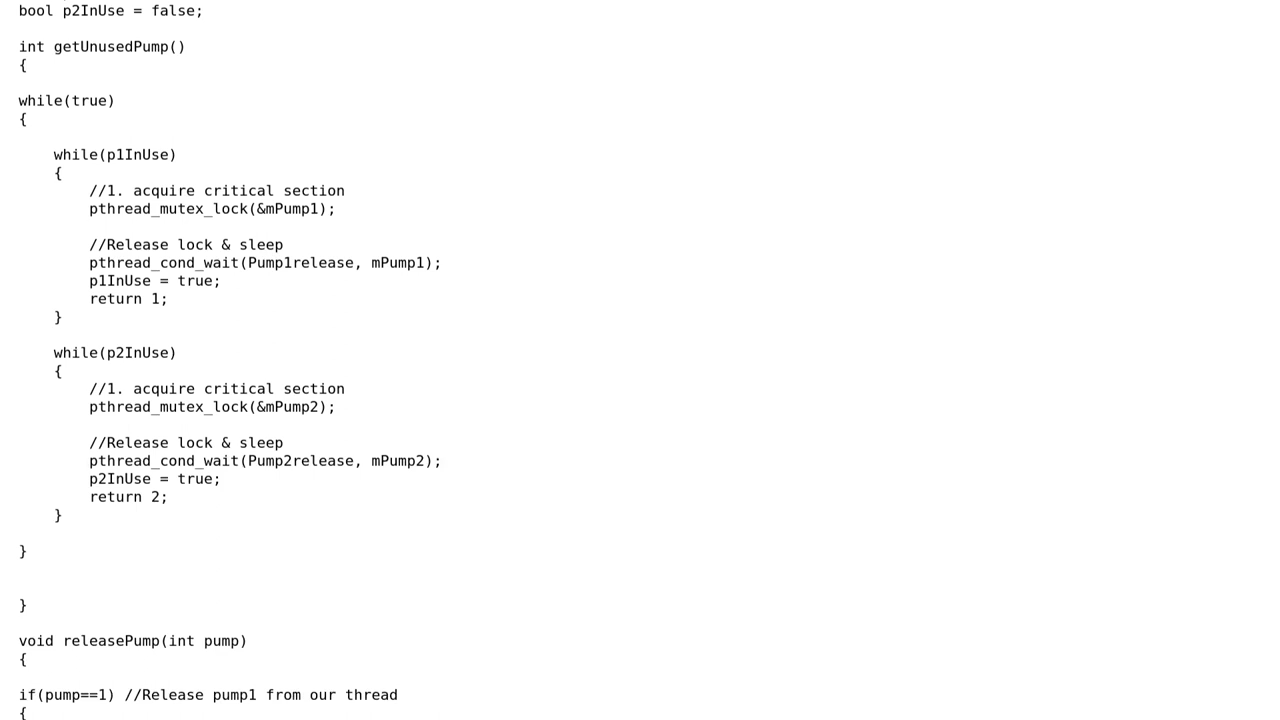 bool p2InUse = false;
int getUnusedPump()
{
while(true)
{
while(p1InUse)
{
//1. acquire critical section
pthread_mutex_lock(&mPump1);
//Release lock & sleep
pthread_cond_wait(Pump1release, mPump1);
p1InUse = true;
return 1;
}
while(p2InUse)
{
//1. acquire critical section
pthread_mutex_lock(&mPump2);
//Release lock & sleep
pthread_cond_wait(Pump2release, mPump2);
p2InUse = true;
return 2;
}
}
}
void releasePump(int pump)
{
if(pump==1) //Release pump1 from our thread
{